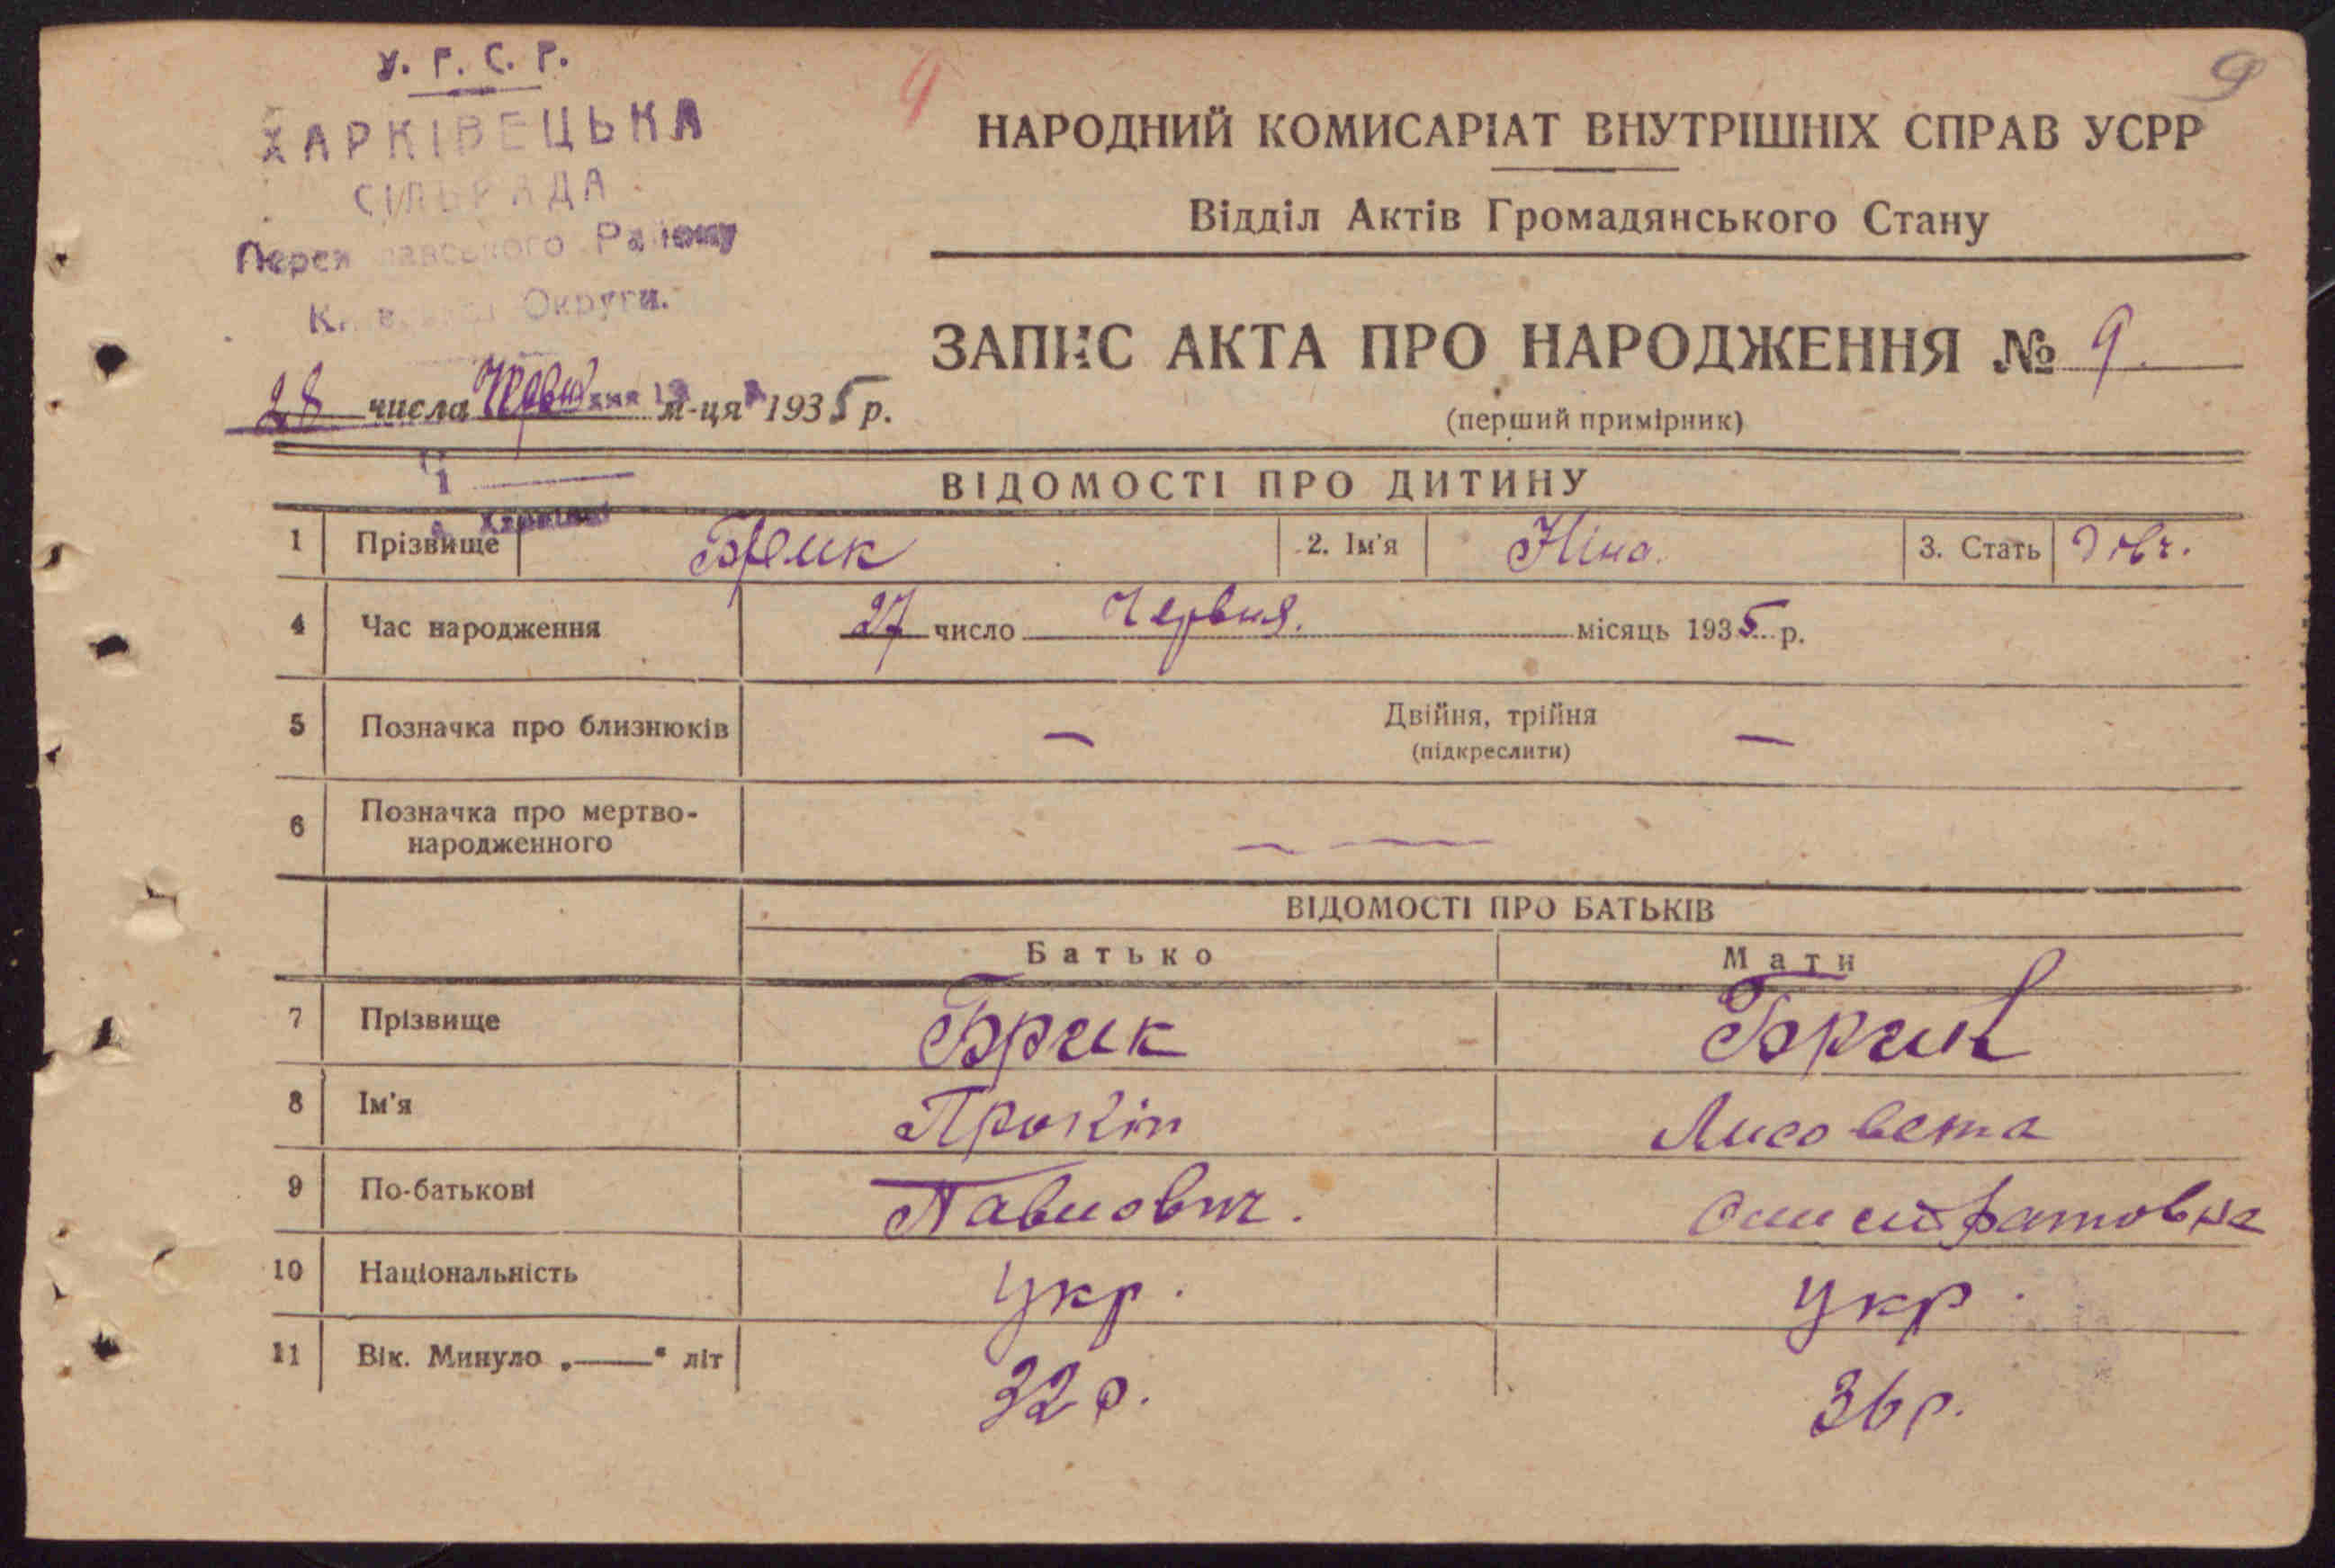 У. Р. С. Р.
ХАРКІВЕЦЬКА
СІЛЬРАДА
Переяславського Району
Округи.
9
9
НАРОДНИЙ КОМИСАРІАТ ВНУТРІШНІХ СПРАВ УСРР
Відділ Актів Громадянського Стану
ЗАПИС АКТА ПРО НАРОДЖЕННЯ № 9.
(перший примірник)
28 числа Червня м-ця 1935 р.
ВІДОМОСТІ ПРО ДИТИНУ
1 Прізвище Брик 2. Ім'я Ніна. 3. Стать Дівч.
4 Час народження 27 число Червня. місяць 1935 р.
5 Позначка про близнюків — Двійня, трійня —
(підкреслити)
6 Позначка про мертво-
народженного — —
ВІДОМОСТІ ПРО БАТЬКІВ
Батько Мати
7 Прізвище Брик Брик
8 Ім'я Прокіп Лисовета
9 По-батькові Павлович.
10 Національність Укр. Укр.
11 Вік. Минуло „——“ літ 32 р. 36 р.